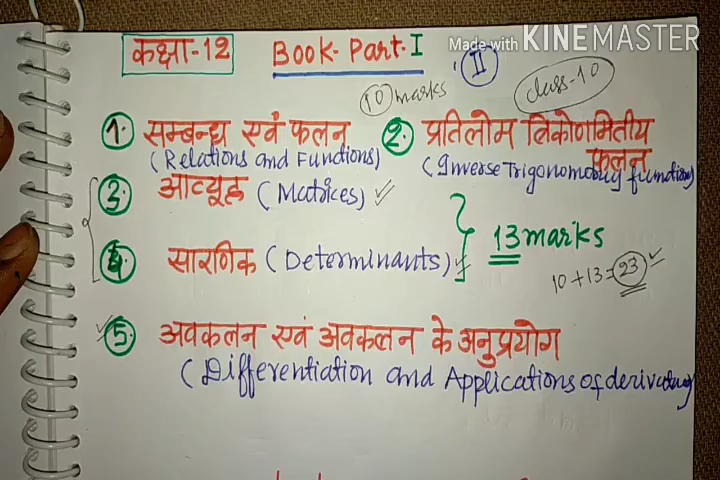 Made with KINEMASTER
कक्षा-12 Book-Part-I
II
10 marks class-10
1. सम्बन्ध एवं फलन 2. प्रतिलोम त्रिकोणमितीय फलन
(Relations and Functions) (Inverse Trigonometry functions)
3. आव्यूह (Matrices)
13 marks
4. सारणिक (Determinants)
10+13=23
5. अवकलन एवं अवकलन के अनुप्रयोग
(Differentiation and Applications of derivatives)